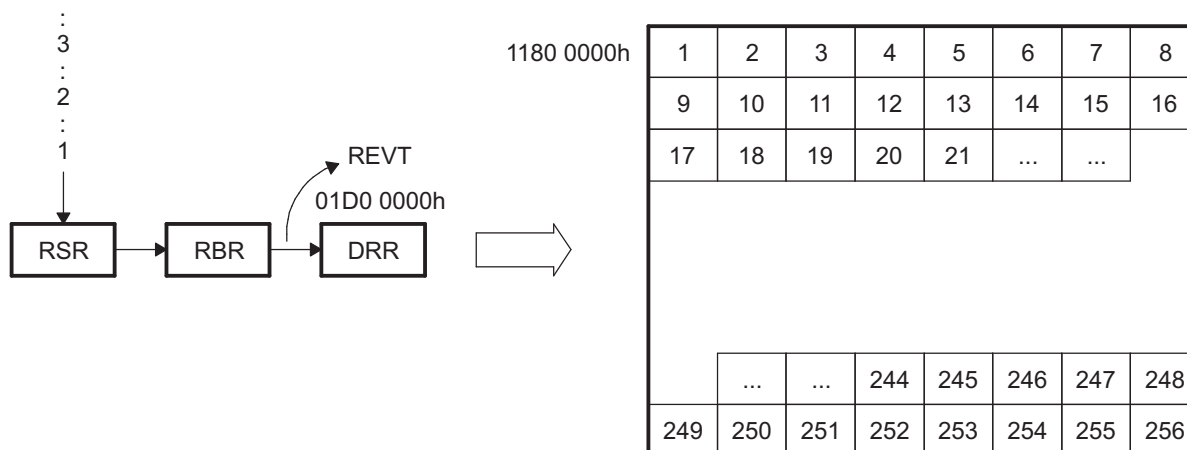 :
3
:
2
:
1
REVT
01D0 0000h
RSR RBR DRR
1180 0000h
1 2 3 4 5 6 7 8
9 10 11 12 13 14 15 16
17 18 19 20 21 ... ...
... ... 244 245 246 247 248
249 250 251 252 253 254 255 256